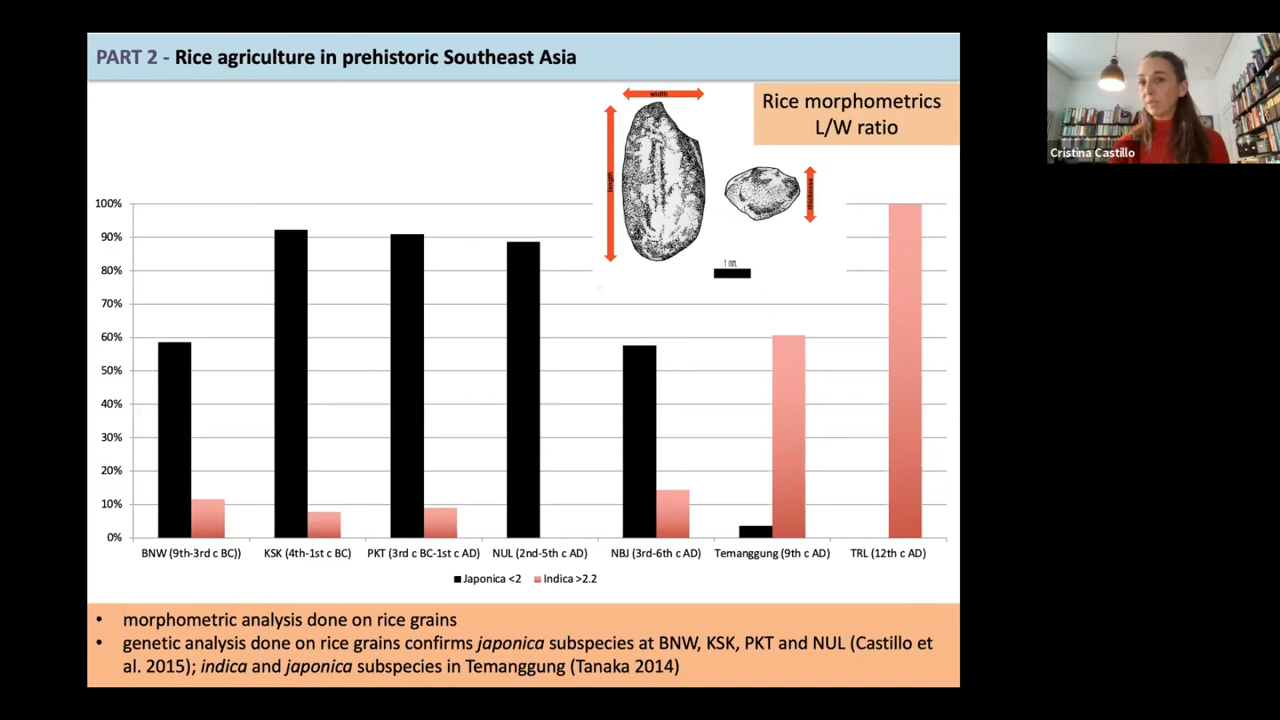 PART 2 - Rice agriculture in prehistoric Southeast Asia
width
Rice morphometrics
L/W ratio
length
thickness
1 mm
Cristina Castillo
100%
90%
80%
70%
60%
50%
40%
30%
20%
10%
0%
BNW (9th-3rd c BC)) KSK (4th-1st c BC) PKT (3rd c BC-1st c AD) NUL (2nd-5th c AD) NBJ (3rd-6th c AD) Temanggung (9th c AD) TRL (12th c AD)
Japonica <2 Indica >2.2
• morphometric analysis done on rice grains
• genetic analysis done on rice grains confirms japonica subspecies at BNW, KSK, PKT and NUL (Castillo et
al. 2015); indica and japonica subspecies in Temanggung (Tanaka 2014)